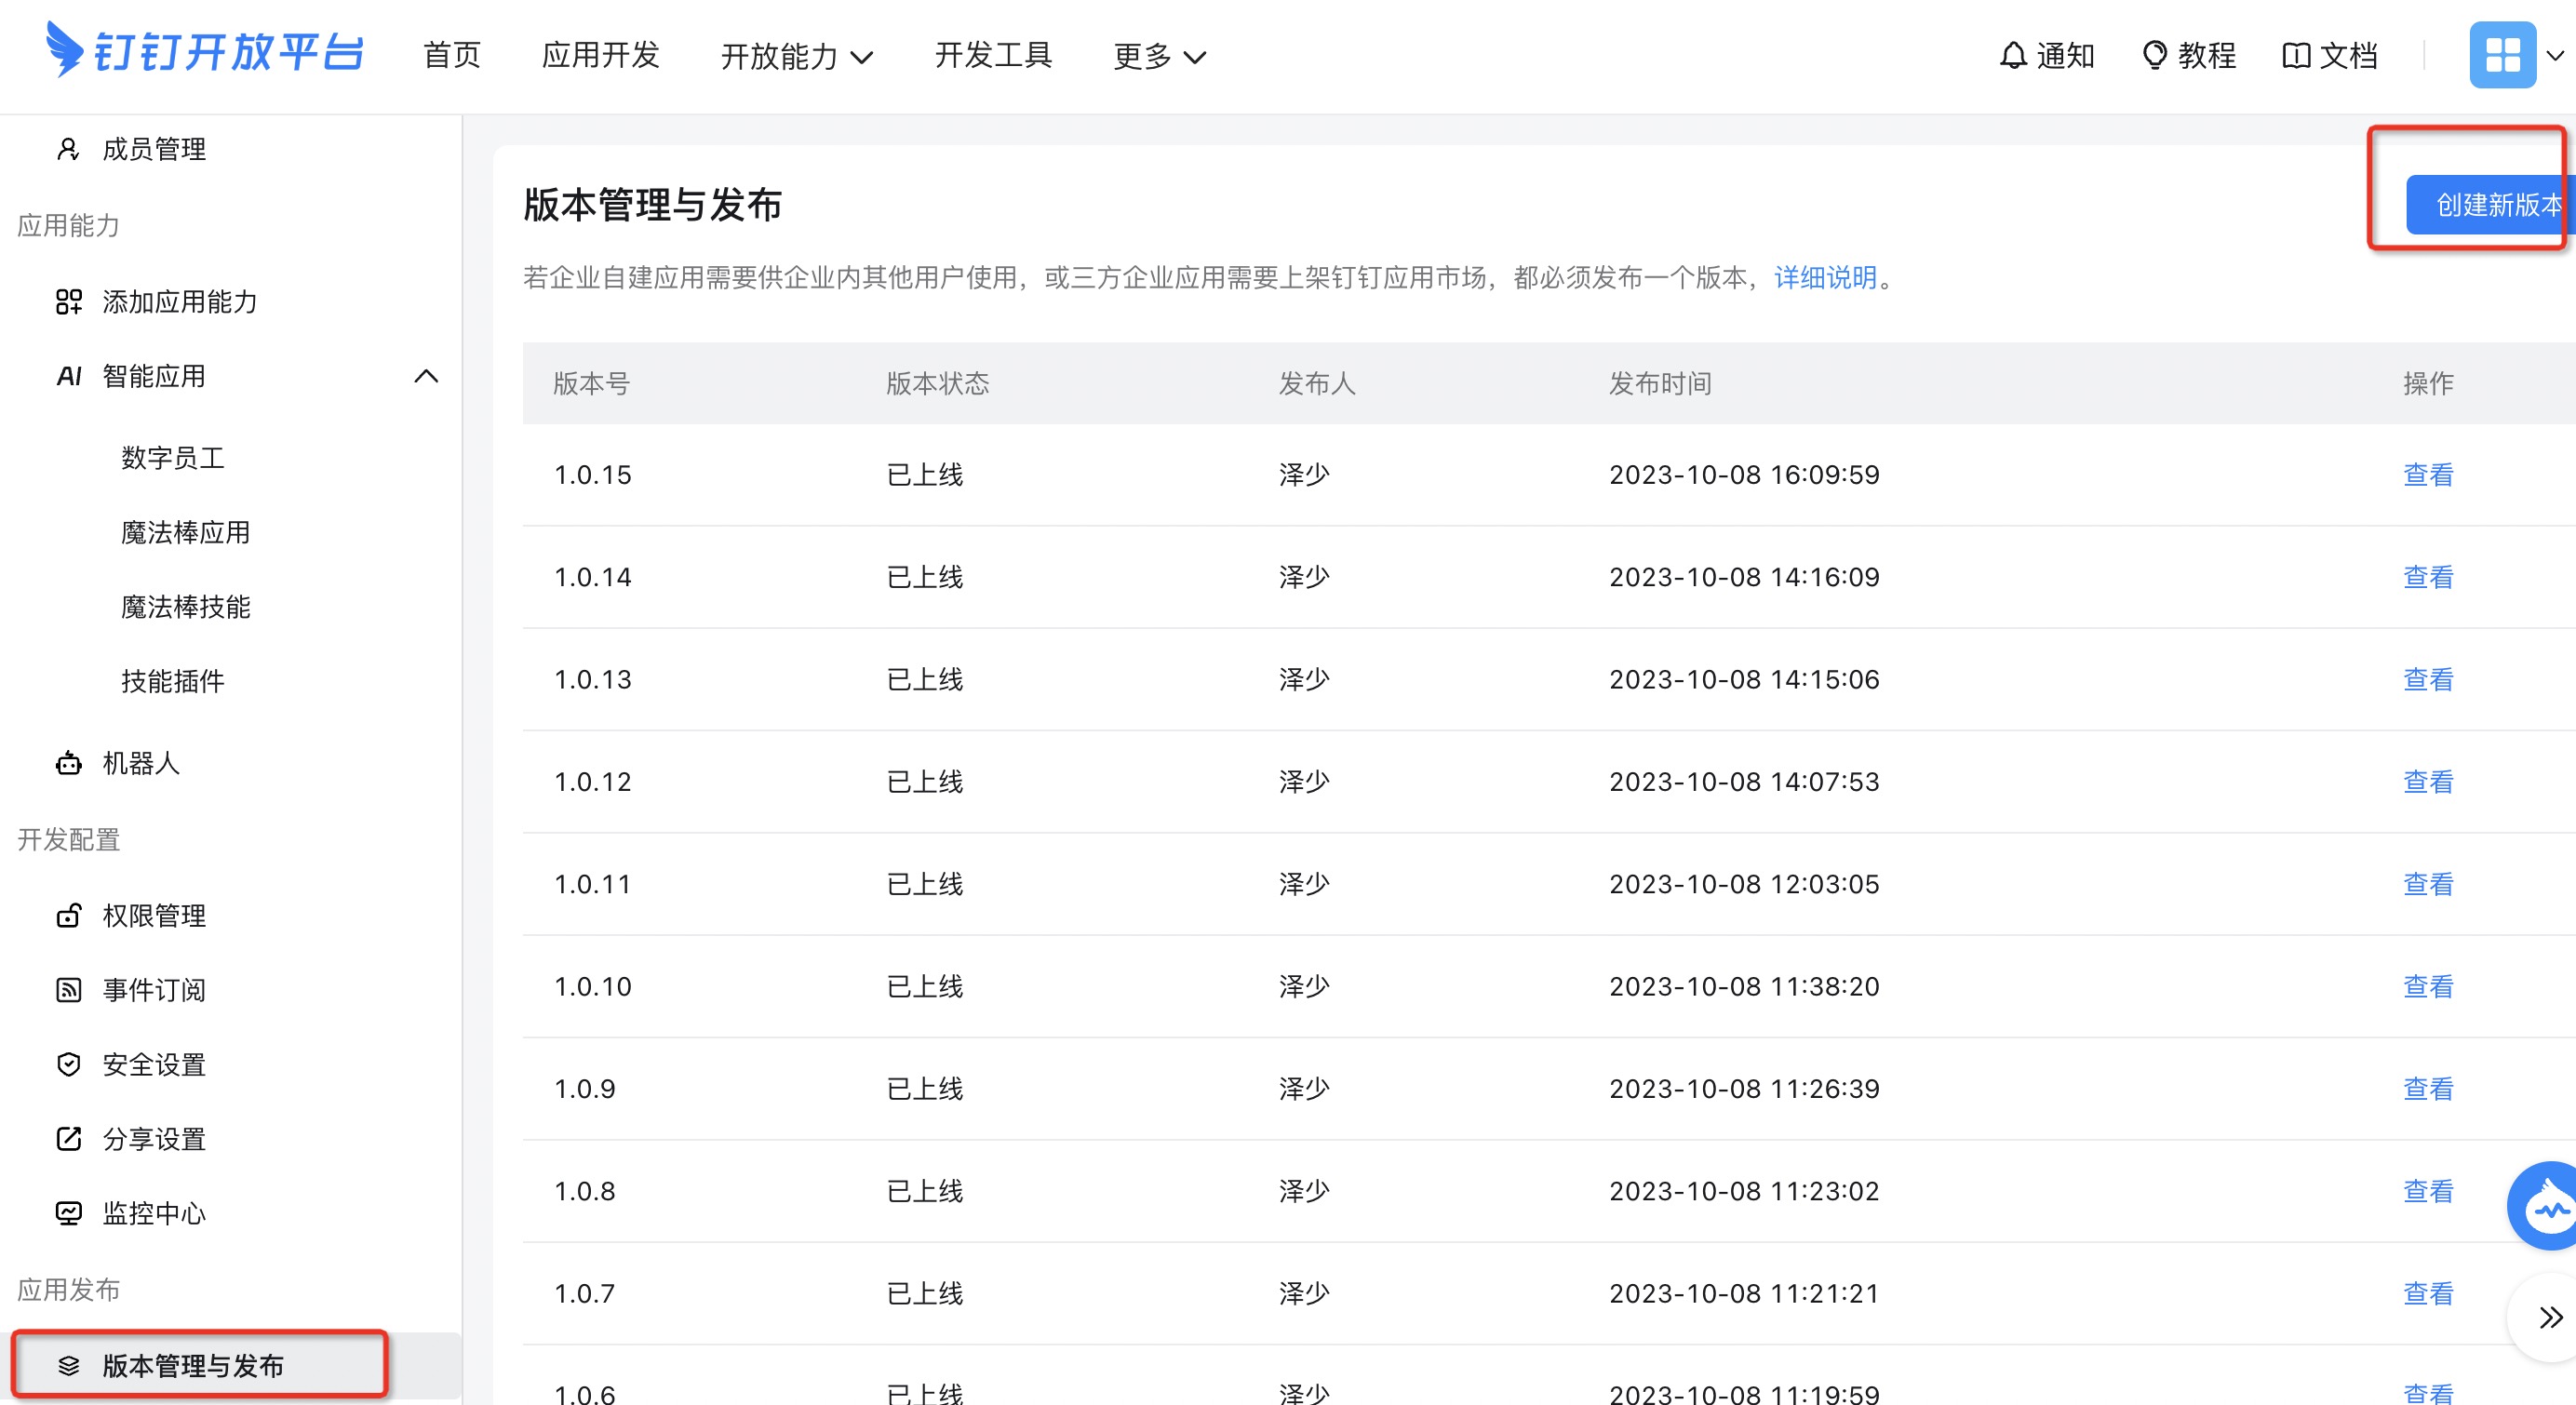 钉钉开放平台 首页 应用开发 开放能力 开发工具 更多 通知 教程 文档
成员管理
应用能力
添加应用能力
AI 智能应用
数字员工
魔法棒应用
魔法棒技能
技能插件
机器人
开发配置
权限管理
事件订阅
安全设置
分享设置
监控中心
应用发布
版本管理与发布
版本管理与发布 创建新版本
若企业自建应用需要供企业内其他用户使用，或三方企业应用需要上架钉钉应用市场，都必须发布一个版本，详细说明。
版本号 版本状态 发布人 发布时间 操作
1.0.15 已上线 泽少 2023-10-08 16:09:59 查看
1.0.14 已上线 泽少 2023-10-08 14:16:09 查看
1.0.13 已上线 泽少 2023-10-08 14:15:06 查看
1.0.12 已上线 泽少 2023-10-08 14:07:53 查看
1.0.11 已上线 泽少 2023-10-08 12:03:05 查看
1.0.10 已上线 泽少 2023-10-08 11:38:20 查看
1.0.9 已上线 泽少 2023-10-08 11:26:39 查看
1.0.8 已上线 泽少 2023-10-08 11:23:02 查看
1.0.7 已上线 泽少 2023-10-08 11:21:21 查看
1.0.6 已上线 泽少 2023-10-08 11:19:59 查看